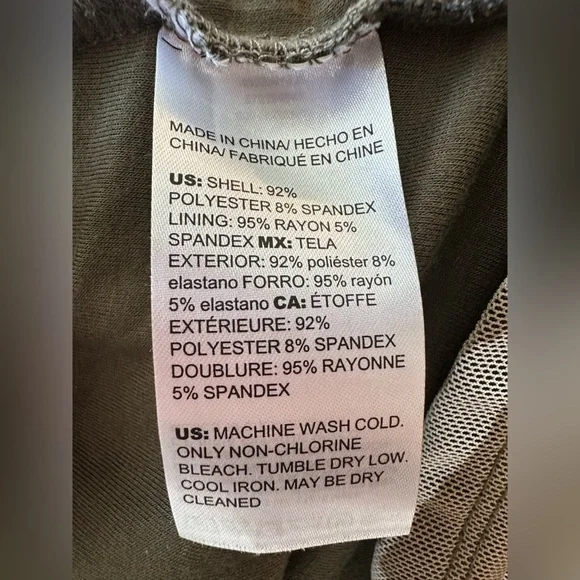 MADE IN CHINA/ HECHO EN
CHINA/ FABRIQUÉ EN CHINE
US: SHELL: 92%
POLYESTER 8% SPANDEX
LINING: 95% RAYON 5%
SPANDEX MX: TELA
EXTERIOR: 92% poliéster 8%
elastano FORRO: 95% rayón
5% elastano CA: ÉTOFFE
EXTÉRIEURE: 92%
POLYESTER 8% SPANDEX
DOUBLURE: 95% RAYONNE
5% SPANDEX
US: MACHINE WASH COLD.
ONLY NON-CHLORINE
BLEACH. TUMBLE DRY LOW.
COOL IRON. MAY BE DRY
CLEANED